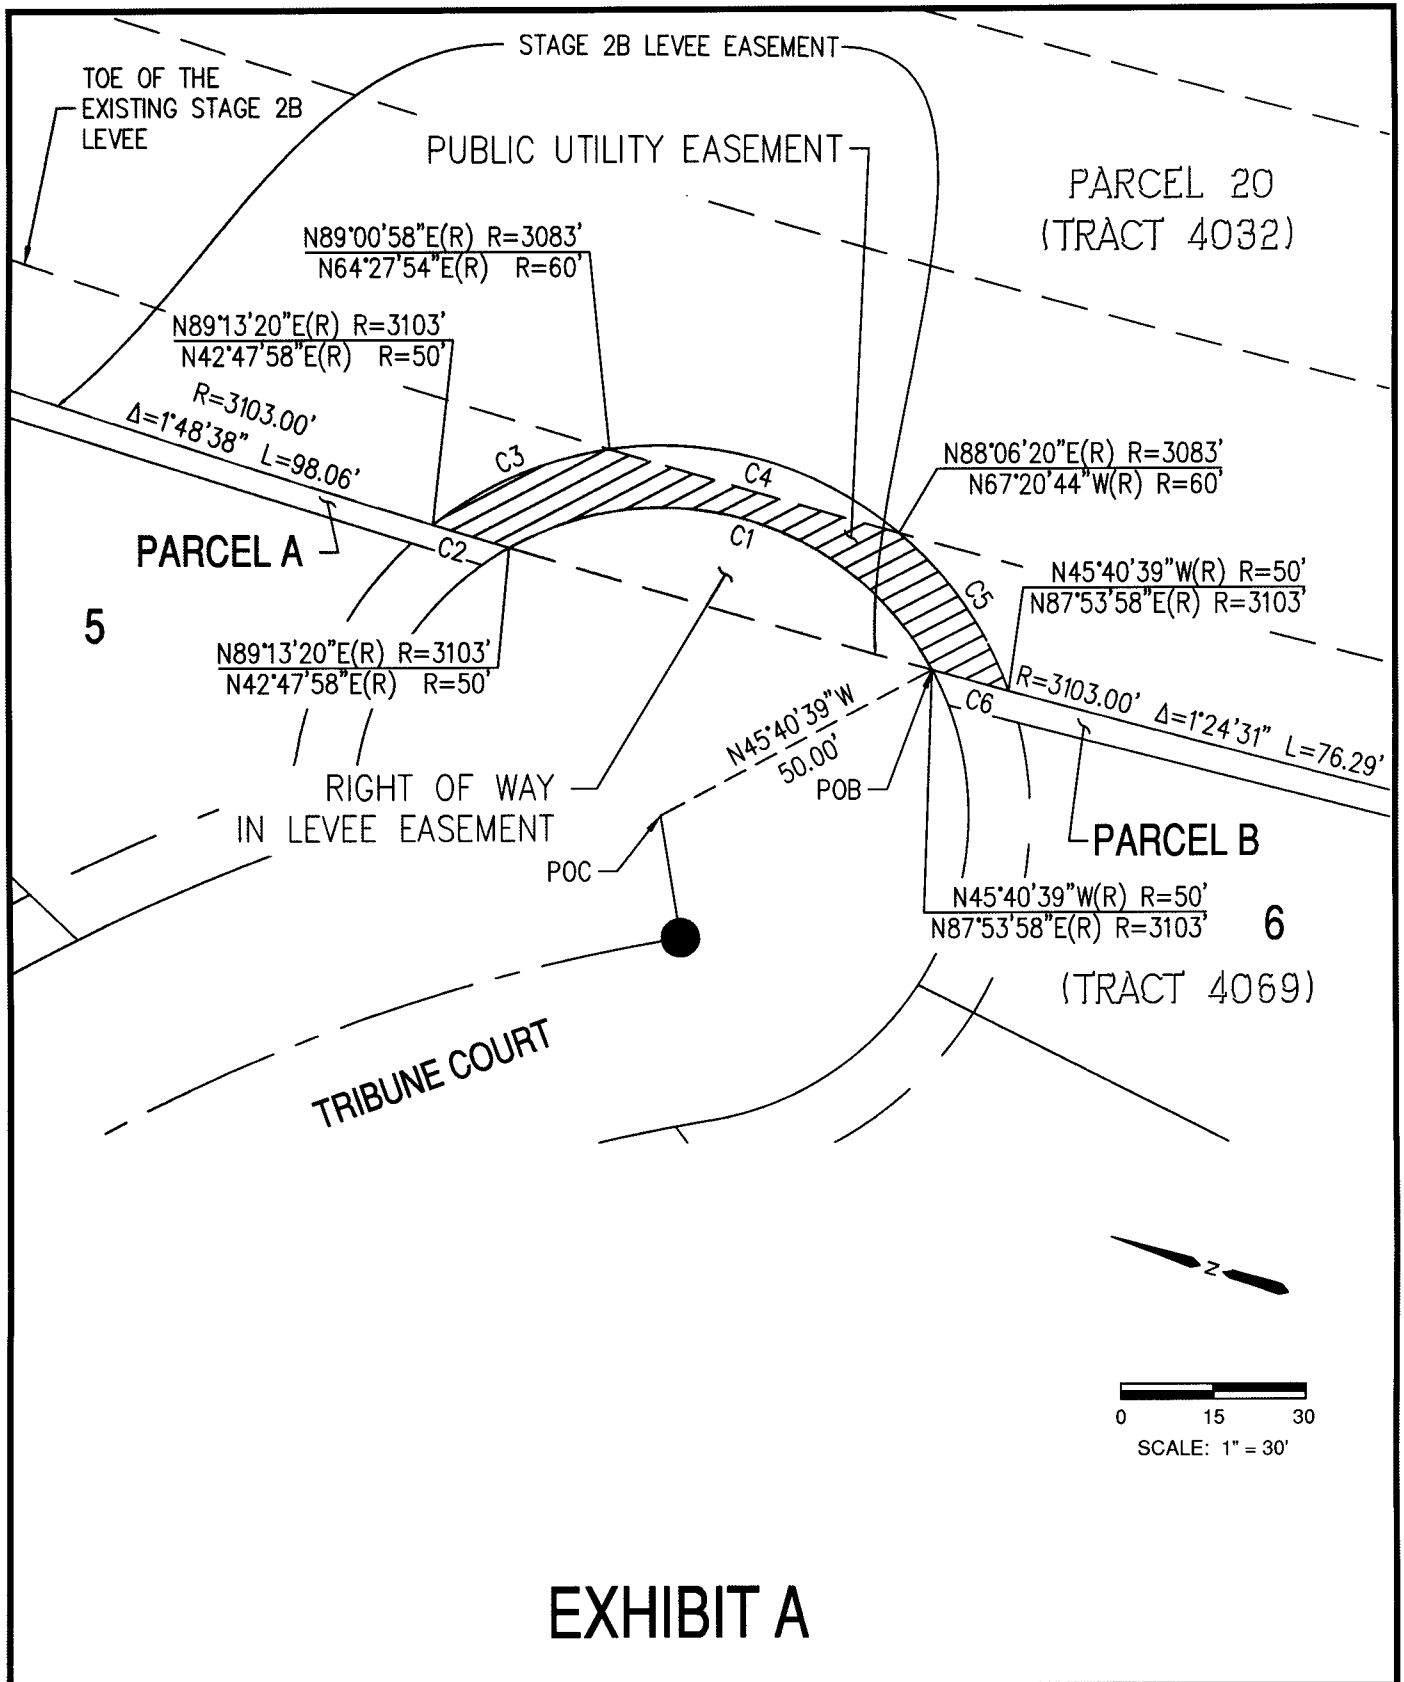 STAGE 2B LEVEE EASEMENT
TOE OF THE
EXISTING STAGE 2B
LEVEE
PUBLIC UTILITY EASEMENT
PARCEL 20
(TRACT 4032)
N89°00'58"E(R) R=3083'
N64°27'54"E(R) R=60'
N89°13'20"E(R) R=3103'
N42°47'58"E(R) R=50'
R=3103.00'
Δ=1°48'38" L=98.06'
C3
C4
N88°06'20"E(R) R=3083'
N67°20'44"W(R) R=60'
PARCEL A
C2
C1
C5
N45°40'39"W(R) R=50'
N87°53'58"E(R) R=3103'
5
N89°13'20"E(R) R=3103'
N42°47'58"E(R) R=50'
R=3103.00' Δ=1°24'31" L=76.29'
C6
N45°40'39"W
50.00'
POB
RIGHT OF WAY
IN LEVEE EASEMENT
PARCEL B
POC
N45°40'39"W(R) R=50'
N87°53'58"E(R) R=3103'
6
(TRACT 4069)
TRIBUNE COURT
N
0 15 30
SCALE: 1" = 30'
EXHIBIT A